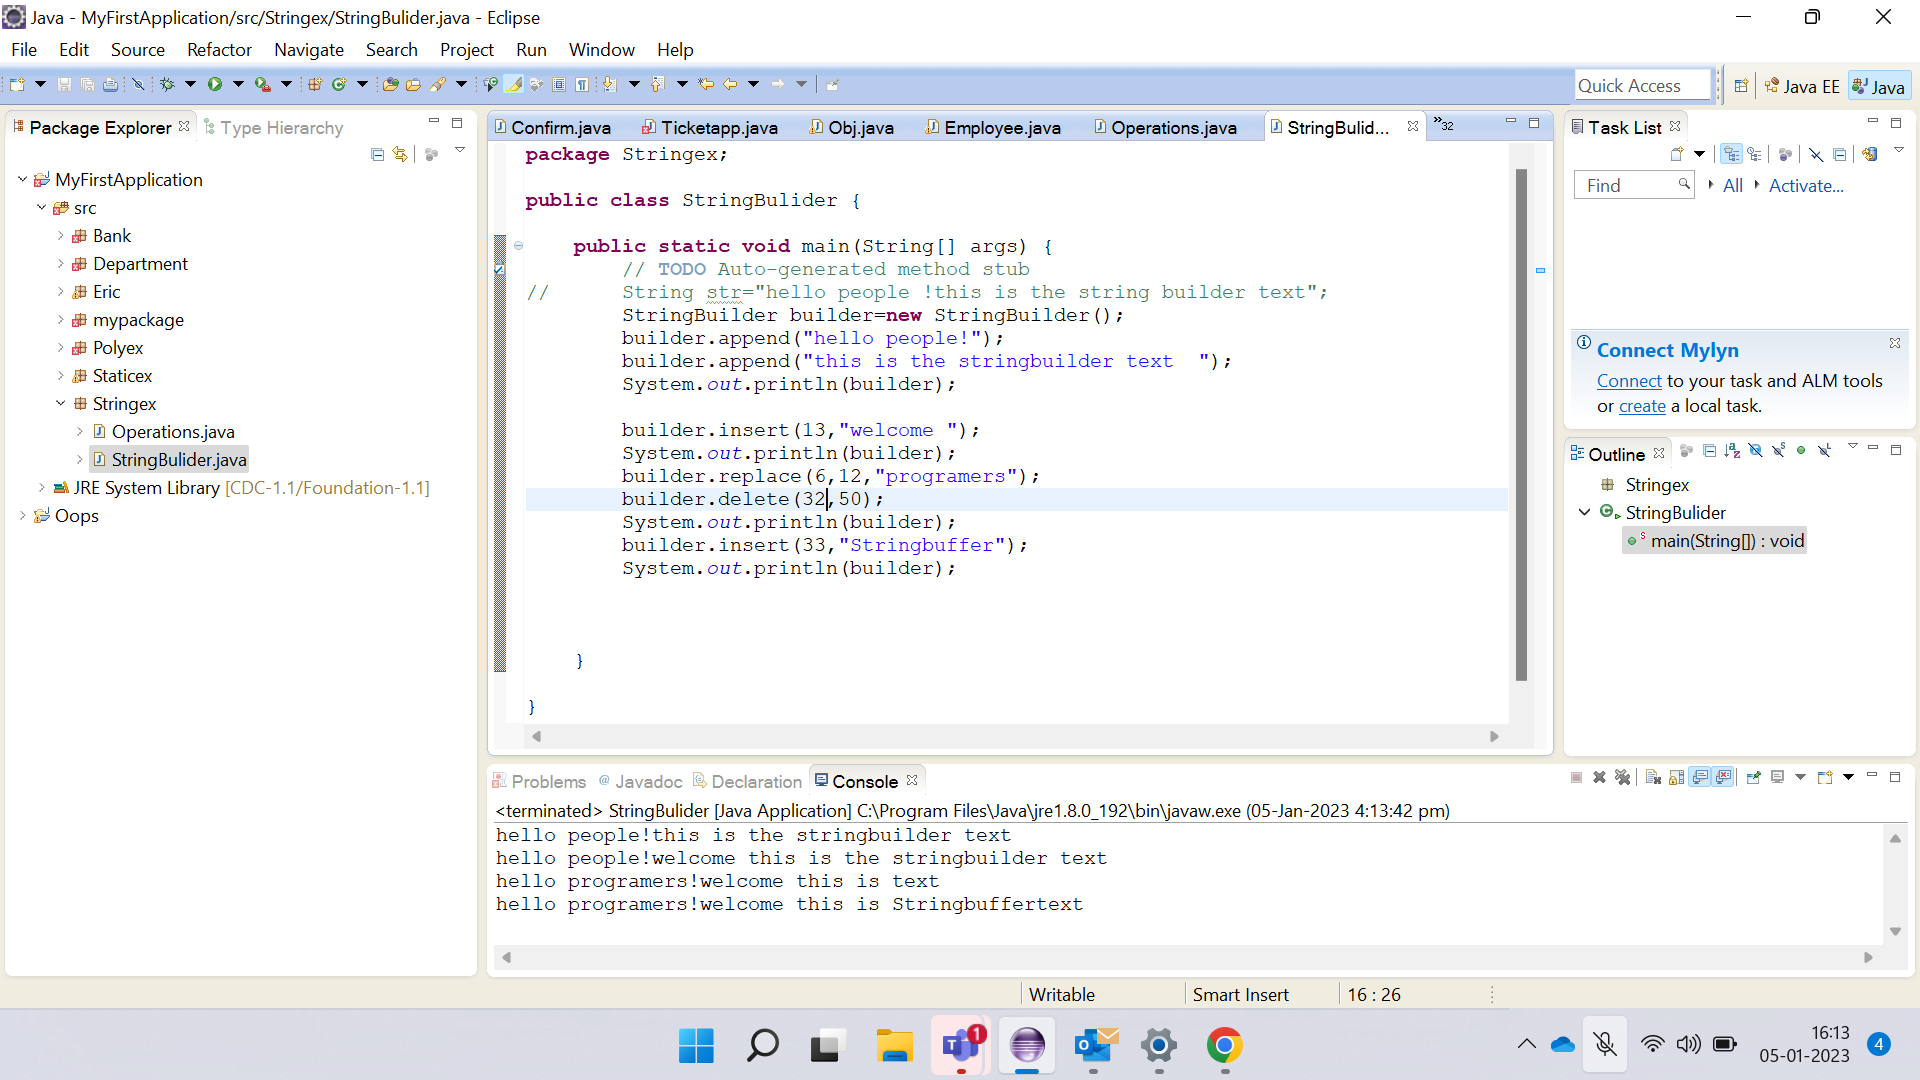 Java - MyFirstApplication/src/Stringex/StringBulider.java - Eclipse
File Edit Source Refactor Navigate Search Project Run Window Help
Quick Access
Java EE
Java
Package Explorer
Type Hierarchy
MyFirstApplication
src
Bank
Department
Eric
mypackage
Polyex
Staticex
Stringex
Operations.java
StringBulider.java
JRE System Library [CDC-1.1/Foundation-1.1]
Oops
Confirm.java
Ticketapp.java
Obj.java
Employee.java
Operations.java
StringBulid...
»32
package Stringex;
public class StringBulider {
public static void main(String[] args) {
// TODO Auto-generated method stub
// String str="hello people !this is the string builder text";
StringBuilder builder=new StringBuilder();
builder.append("hello people!");
builder.append("this is the stringbuilder text  ");
System.out.println(builder);
builder.insert(13,"welcome ");
System.out.println(builder);
builder.replace(6,12,"programers");
builder.delete(32,50);
System.out.println(builder);
builder.insert(33,"Stringbuffer");
System.out.println(builder);
}
}
Task List
Find
All
Activate...
Connect Mylyn
Connect to your task and ALM tools
or create a local task.
Outline
Stringex
StringBulider
main(String[]) : void
Problems
@ Javadoc
Declaration
Console
<terminated> StringBulider [Java Application] C:\Program Files\Java\jre1.8.0_192\bin\javaw.exe (05-Jan-2023 4:13:42 pm)
hello people!this is the stringbuilder text
hello people!welcome this is the stringbuilder text
hello programers!welcome this is text
hello programers!welcome this is Stringbuffertext
Writable
Smart Insert
16 : 26
1
16:13
05-01-2023
4